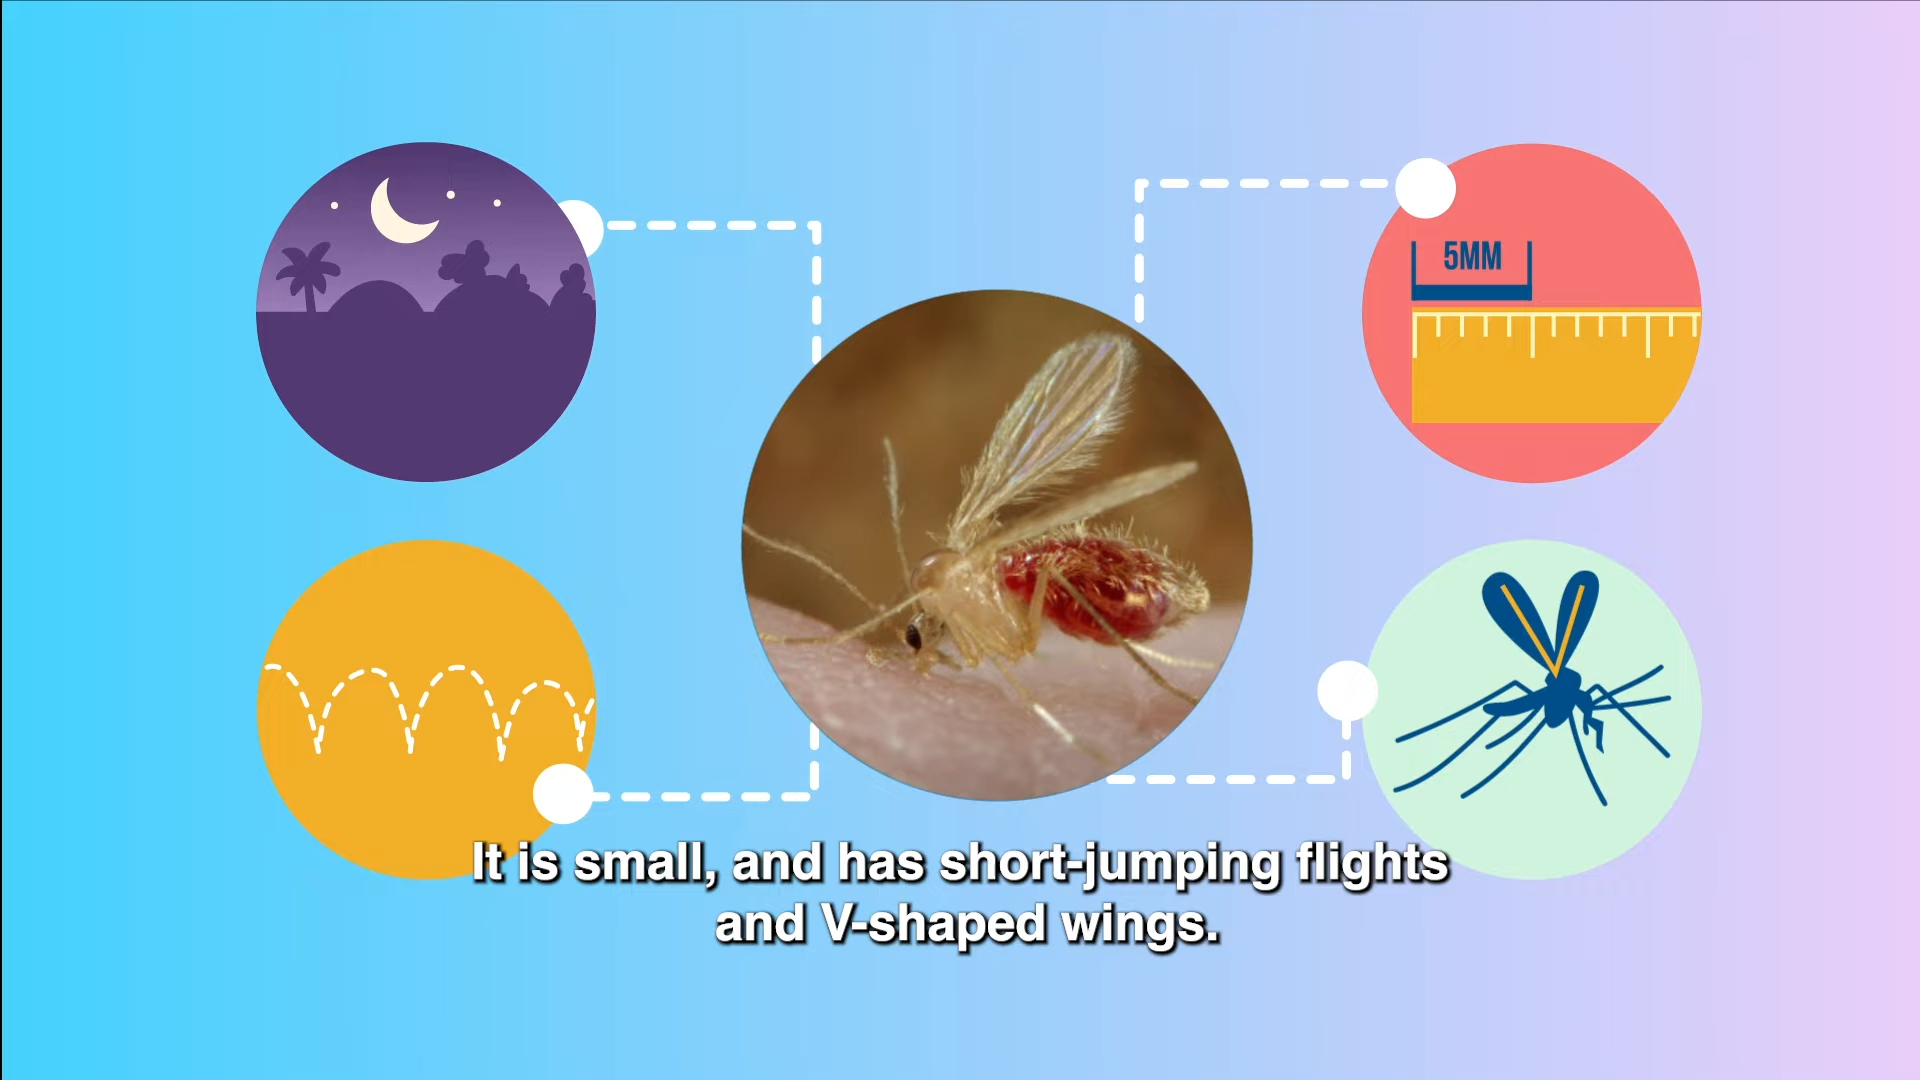 5MM
It is small, and has short-jumping flights
and V-shaped wings.